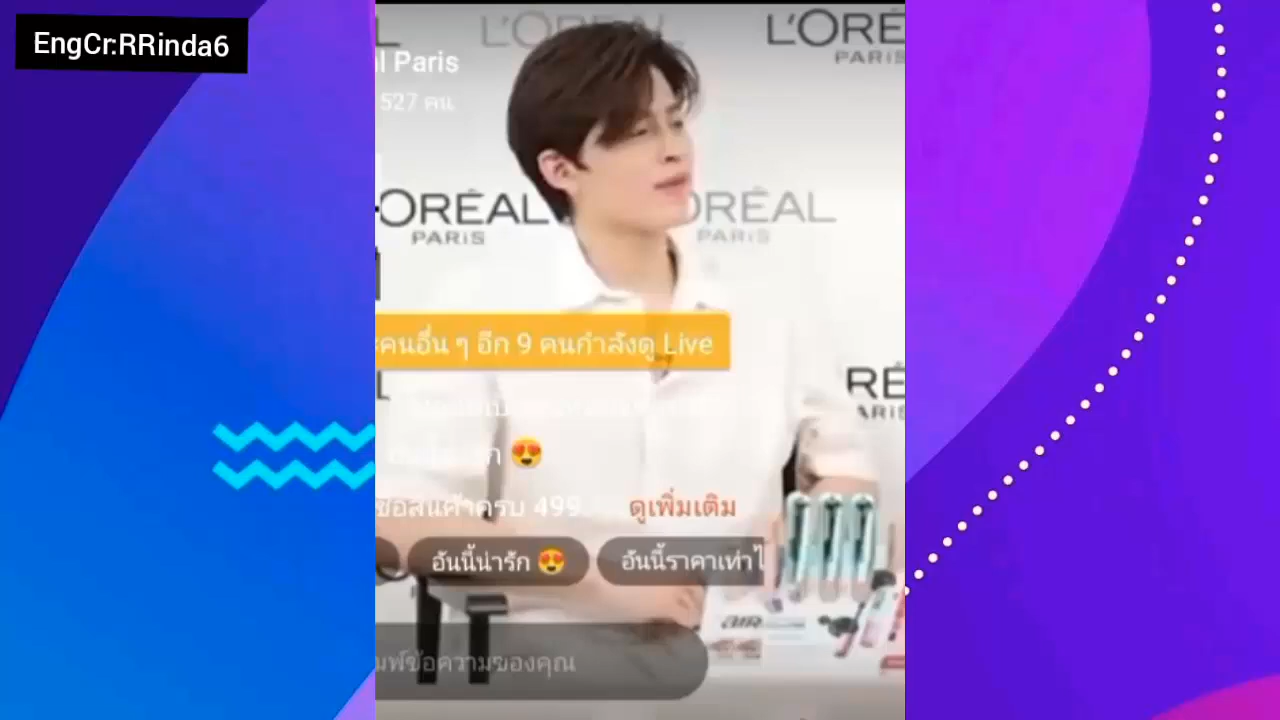 EngCr:RRinda6
L'ORÉAL
L'ORÉ
PARIS
l Paris
527 คน
ORÉAL
PARIS
ORÉAL
PARIS
คนอื่น ๆ อีก 9 คนกำลังดู Live
RÉ
ARIS
😍
ซื้อสินค้าครบ 499
ดูเพิ่มเติม
อันนี้น่ารัก 😍
อันนี้ราคาเท่าไ
มพ์ข้อความของคุณ